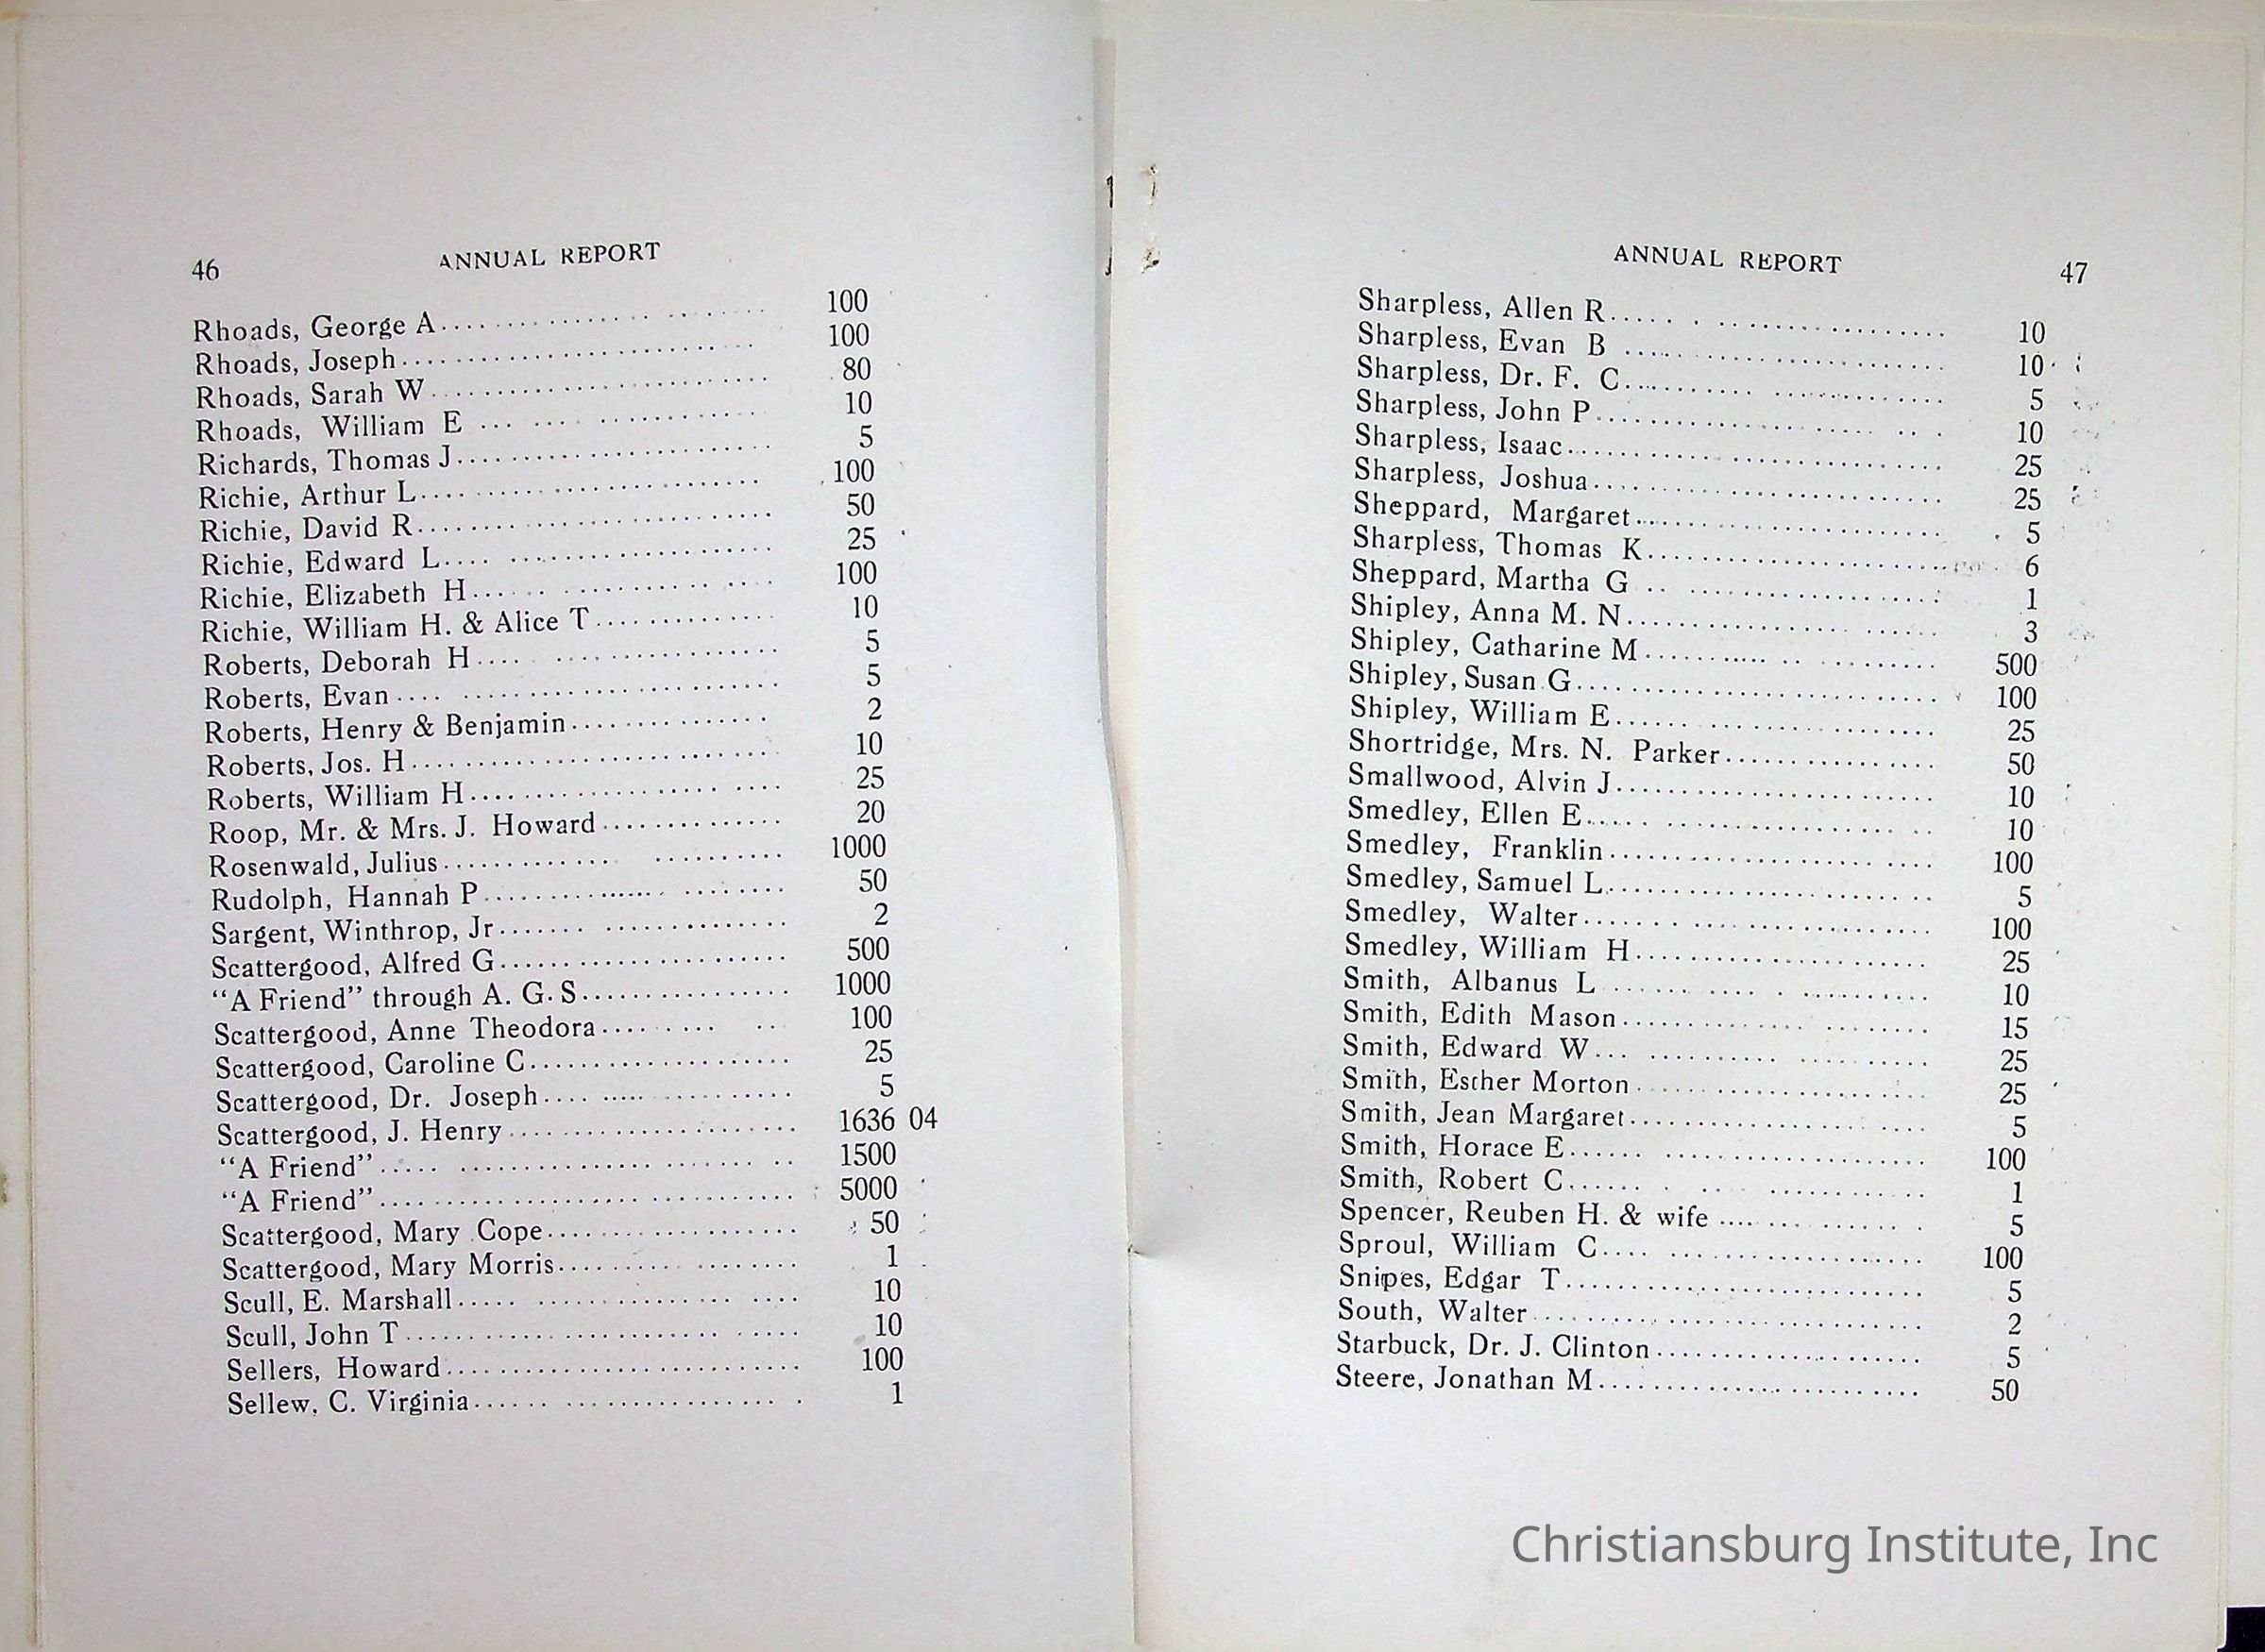 46 ANNUAL REPORT
Rhoads, George A.................... 100
Rhoads, Joseph.................... 100
Rhoads, Sarah W.................... 80
Rhoads, William E .................... 10
Richards, Thomas J.................... 5
Richie, Arthur L.................... 100
Richie, David R.................... 50
Richie, Edward L.................... 25
Richie, Elizabeth H.................... 100
Richie, William H. & Alice T.................... 10
Roberts, Deborah H.................... 5
Roberts, Evan.................... 5
Roberts, Henry & Benjamin.................... 2
Roberts, Jos. H.................... 10
Roberts, William H.................... 25
Roop, Mr. & Mrs. J. Howard.................... 20
Rosenwald, Julius.................... 1000
Rudolph, Hannah P.................... 50
Sargent, Winthrop, Jr.................... 2
Scattergood, Alfred G.................... 500
“A Friend” through A. G. S.................... 1000
Scattergood, Anne Theodora.................... 100
Scattergood, Caroline C.................... 25
Scattergood, Dr. Joseph.................... 5
Scattergood, J. Henry.................... 1636 04
“A Friend”.................... 1500
“A Friend”.................... 5000
Scattergood, Mary Cope.................... 50
Scattergood, Mary Morris.................... 1
Scull, E. Marshall.................... 10
Scull, John T.................... 10
Sellers, Howard.................... 100
Sellew, C. Virginia.................... 1
ANNUAL REPORT 47
Sharpless, Allen R.................... 10
Sharpless, Evan B .................... 10
Sharpless, Dr. F. C.................... 5
Sharpless, John P.................... 10
Sharpless, Isaac.................... 25
Sharpless, Joshua.................... 25
Sheppard, Margaret.................... 5
Sharpless, Thomas K.................... 6
Sheppard, Martha G .................... 1
Shipley, Anna M. N.................... 3
Shipley, Catharine M.................... 500
Shipley, Susan G.................... 100
Shipley, William E.................... 25
Shortridge, Mrs. N. Parker.................... 50
Smallwood, Alvin J.................... 10
Smedley, Ellen E.................... 10
Smedley, Franklin.................... 100
Smedley, Samuel L.................... 5
Smedley, Walter.................... 100
Smedley, William H.................... 25
Smith, Albanus L .................... 10
Smith, Edith Mason.................... 15
Smith, Edward W.................... 25
Smith, Esther Morton.................... 25
Smith, Jean Margaret.................... 5
Smith, Horace E.................... 100
Smith, Robert C.................... 1
Spencer, Reuben H. & wife .................... 5
Sproul, William C.................... 100
Snipes, Edgar T.................... 5
South, Walter.................... 2
Starbuck, Dr. J. Clinton.................... 5
Steere, Jonathan M.................... 50
Christiansburg Institute, Inc